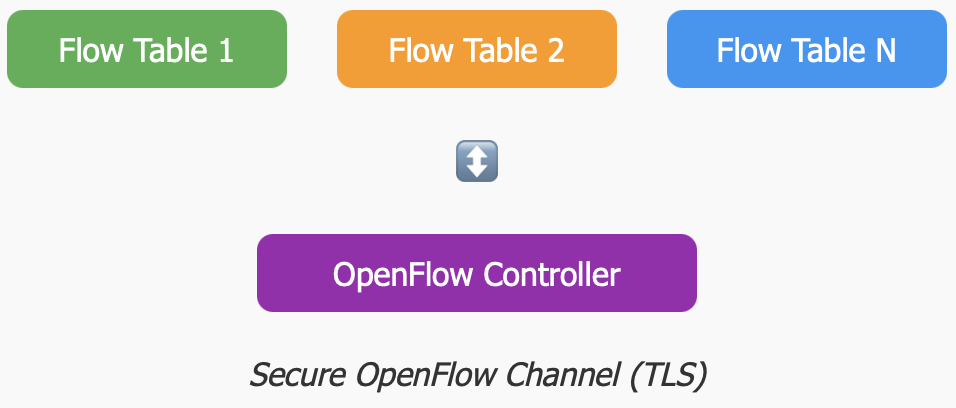 Flow Table 1
Flow Table 2
Flow Table N
OpenFlow Controller
Secure OpenFlow Channel (TLS)